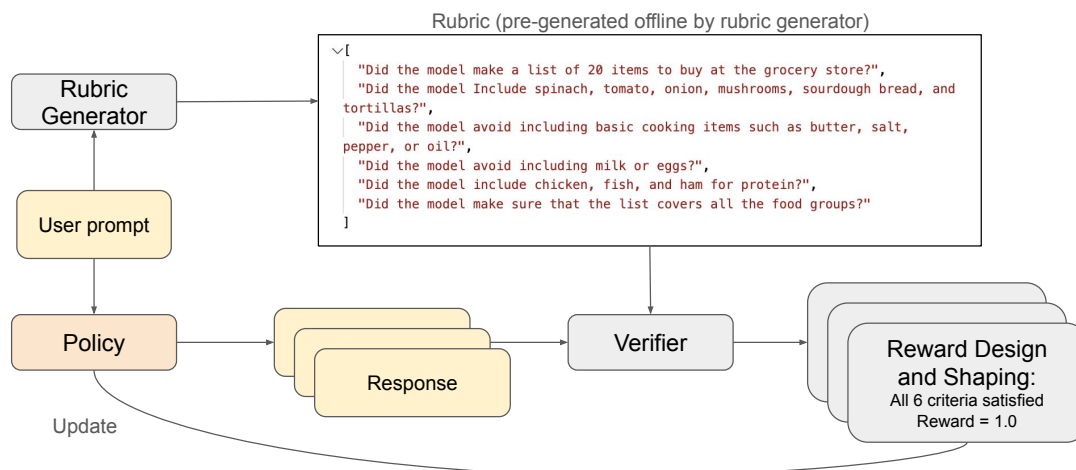 Rubric (pre-generated offline by rubric generator)
[
"Did the model make a list of 20 items to buy at the grocery store?",
"Did the model Include spinach, tomato, onion, mushrooms, sourdough bread, and
tortillas?",
"Did the model avoid including basic cooking items such as butter, salt,
pepper, or oil?",
"Did the model avoid including milk or eggs?",
"Did the model include chicken, fish, and ham for protein?",
"Did the model make sure that the list covers all the food groups?"
]
Rubric
Generator
User prompt
Policy
Response
Verifier
Reward Design
and Shaping:
All 6 criteria satisfied
Reward = 1.0
Update